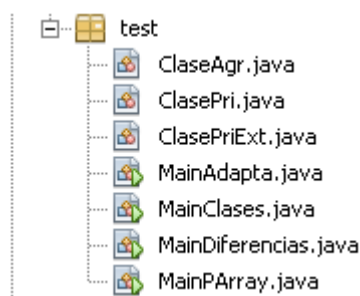 test
ClaseAgr.java
ClasePri.java
ClasePriExt.java
MainAdapta.java
MainClases.java
MainDiferencias.java
MainPArray.java